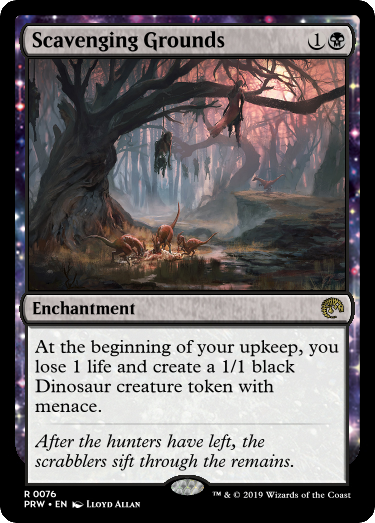 Scavenging Grounds 1
Enchantment
At the beginning of your upkeep, you
lose 1 life and create a 1/1 black
Dinosaur creature token with
menace.
After the hunters have left, the
scrabblers sift through the remains.
R 0076
PRW • EN Lloyd Allan
™ & © 2019 Wizards of the Coast